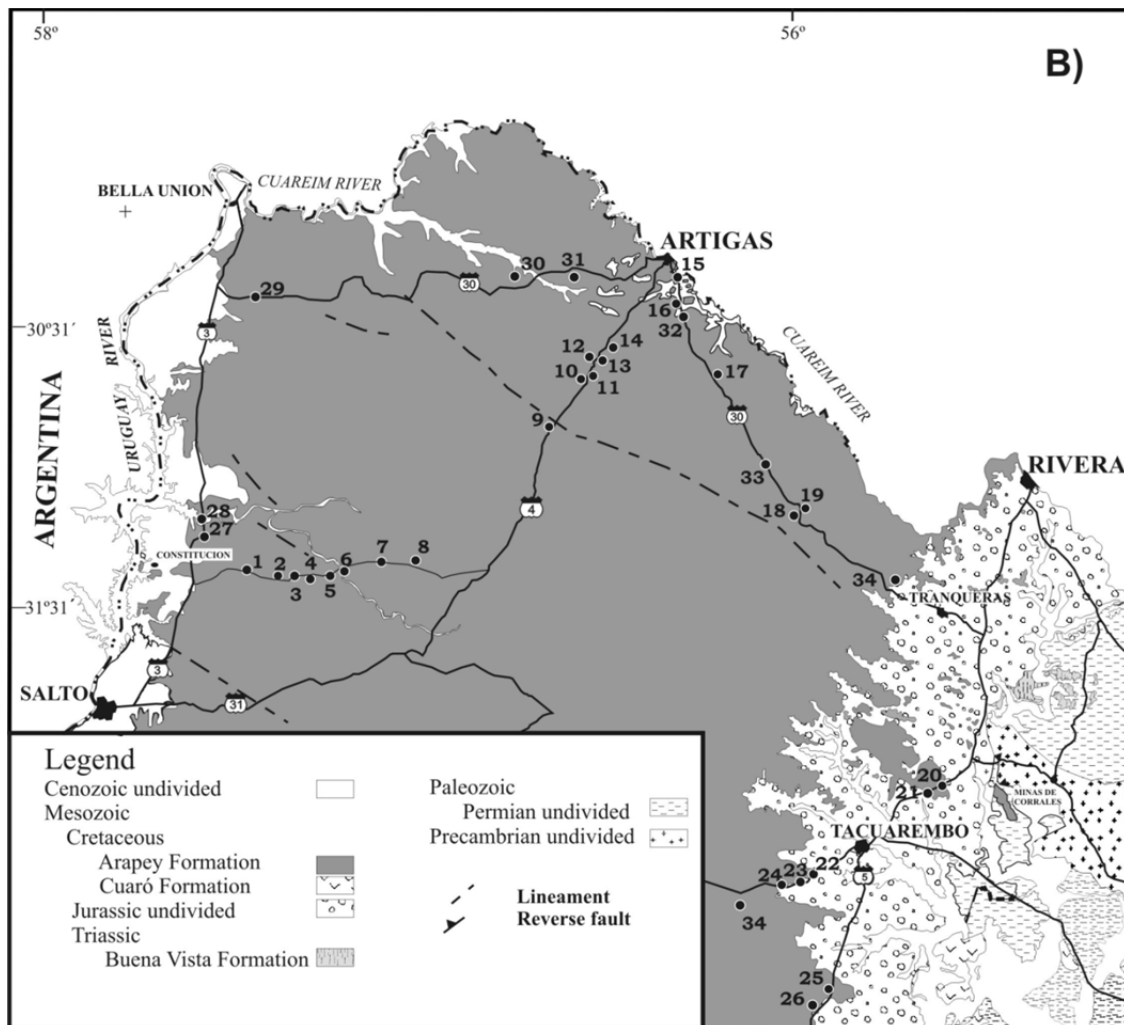 58º
56º
B)
BELLA UNION
CUAREIM RIVER
ARTIGAS
15
30
31
30
29
16
32
30º31´
3
14
12
13
10
11
17
CUAREIM RIVER
URUGUAY RIVER
ARGENTINA
9
30
33
RIVERA
4
19
18
28
27
CONSTITUCION
1
2
4
6
7
8
3
5
34
TRANQUERAS
31º31´
3
SALTO
31
20
21
MINAS DE
CORRALES
TACUAREMBO
22
23
24
5
34
25
26
Legend
Cenozoic undivided
Mesozoic
Cretaceous
Arapey Formation
Cuaró Formation
Jurassic undivided
Triassic
Buena Vista Formation
Paleozoic
Permian undivided
Precambrian undivided
Lineament
Reverse fault